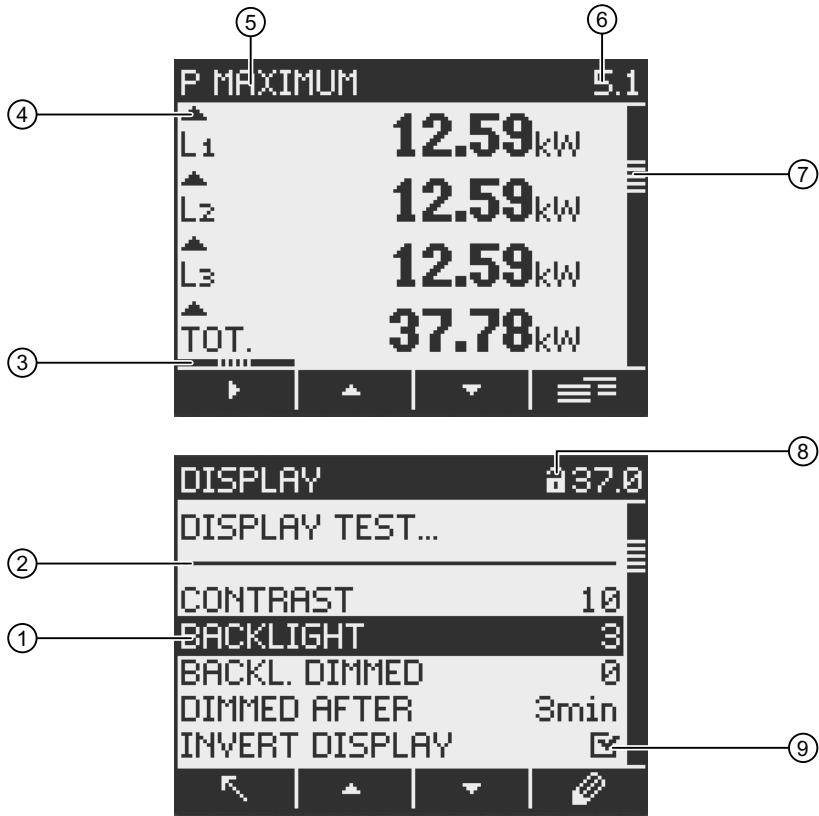 5 6
P MAXIMUM 5.1
4
L1 12.59kW
7
L2 12.59kW
L3 12.59kW
TOT. 37.78kW
3
8
DISPLAY 37.0
DISPLAY TEST...
2
CONTRAST 10
1 BACKLIGHT 3
BACKL. DIMMED 0
DIMMED AFTER 3min
INVERT DISPLAY 9